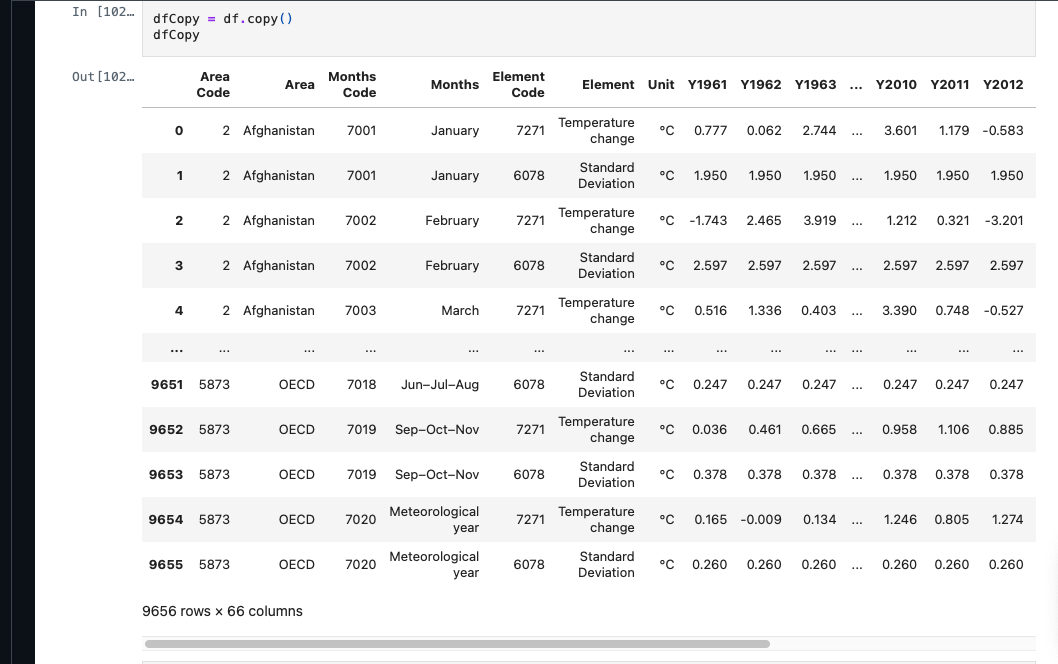 In [102...
dfCopy = df.copy()
dfCopy
Out[102...
Area Code Area Months Code Months Element Code Element Unit Y1961 Y1962 Y1963 ... Y2010 Y2011 Y2012
0 2 Afghanistan 7001 January 7271 Temperature change °C 0.777 0.062 2.744 ... 3.601 1.179 -0.583
1 2 Afghanistan 7001 January 6078 Standard Deviation °C 1.950 1.950 1.950 ... 1.950 1.950 1.950
2 2 Afghanistan 7002 February 7271 Temperature change °C -1.743 2.465 3.919 ... 1.212 0.321 -3.201
3 2 Afghanistan 7002 February 6078 Standard Deviation °C 2.597 2.597 2.597 ... 2.597 2.597 2.597
4 2 Afghanistan 7003 March 7271 Temperature change °C 0.516 1.336 0.403 ... 3.390 0.748 -0.527
... ... ... ... ... ... ... ... ... ... ... ... ... ... ...
9651 5873 OECD 7018 Jun–Jul–Aug 6078 Standard Deviation °C 0.247 0.247 0.247 ... 0.247 0.247 0.247
9652 5873 OECD 7019 Sep–Oct–Nov 7271 Temperature change °C 0.036 0.461 0.665 ... 0.958 1.106 0.885
9653 5873 OECD 7019 Sep–Oct–Nov 6078 Standard Deviation °C 0.378 0.378 0.378 ... 0.378 0.378 0.378
9654 5873 OECD 7020 Meteorological year 7271 Temperature change °C 0.165 -0.009 0.134 ... 1.246 0.805 1.274
9655 5873 OECD 7020 Meteorological year 6078 Standard Deviation °C 0.260 0.260 0.260 ... 0.260 0.260 0.260
9656 rows × 66 columns